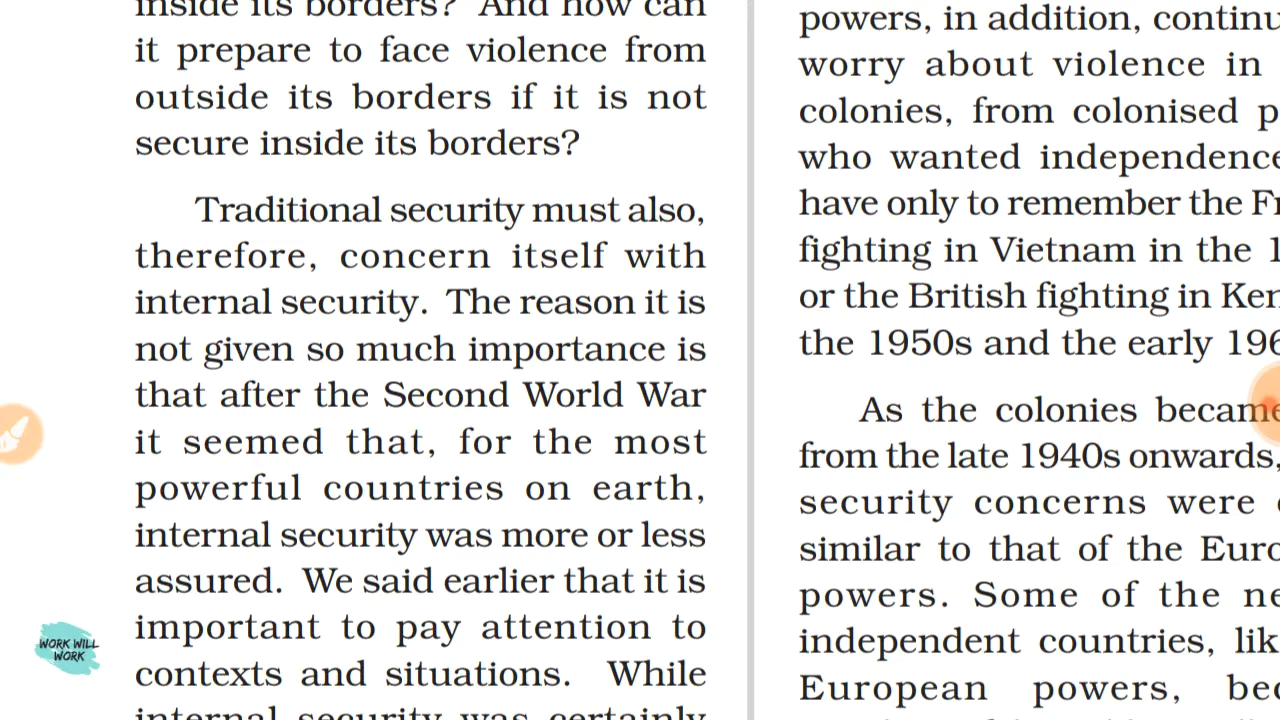 inside its borders? And how can
it prepare to face violence from
outside its borders if it is not
secure inside its borders?
Traditional security must also,
therefore, concern itself with
internal security. The reason it is
not given so much importance is
that after the Second World War
it seemed that, for the most
powerful countries on earth,
internal security was more or less
assured. We said earlier that it is
important to pay attention to
contexts and situations. While
internal security was certainly
powers, in addition,
worry about violence in
colonies, from colonised
who wanted independence
have only to remember the
fighting in Vietnam in the
or the British fighting in
the 1950s and the early
As the colonies became
from the late 1940s onwards,
security concerns were
similar to that of the
powers. Some of the
independent countries,
European powers,
WORK WILL
WORK